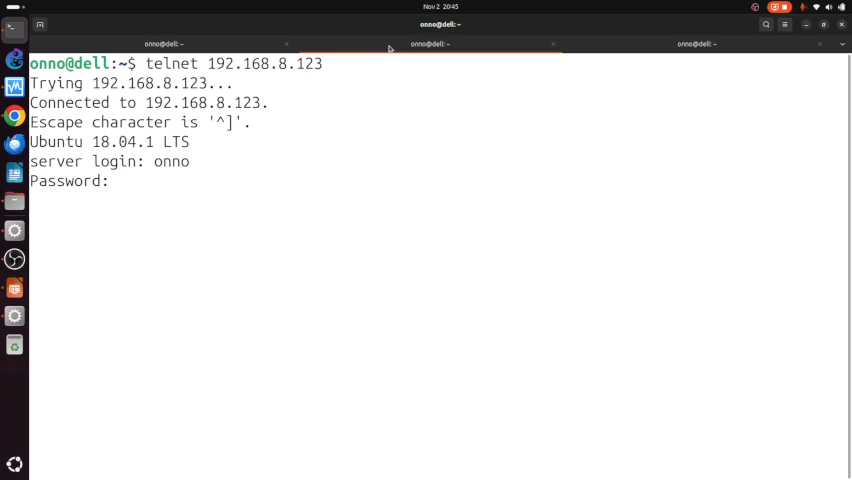 Nov 2 20:45
onno@dell: ~
onno@dell: ~
onno@dell: ~
onno@dell: ~
onno@dell:~$ telnet 192.168.8.123
Trying 192.168.8.123...
Connected to 192.168.8.123.
Escape character is '^]'.
Ubuntu 18.04.1 LTS
server login: onno
Password: